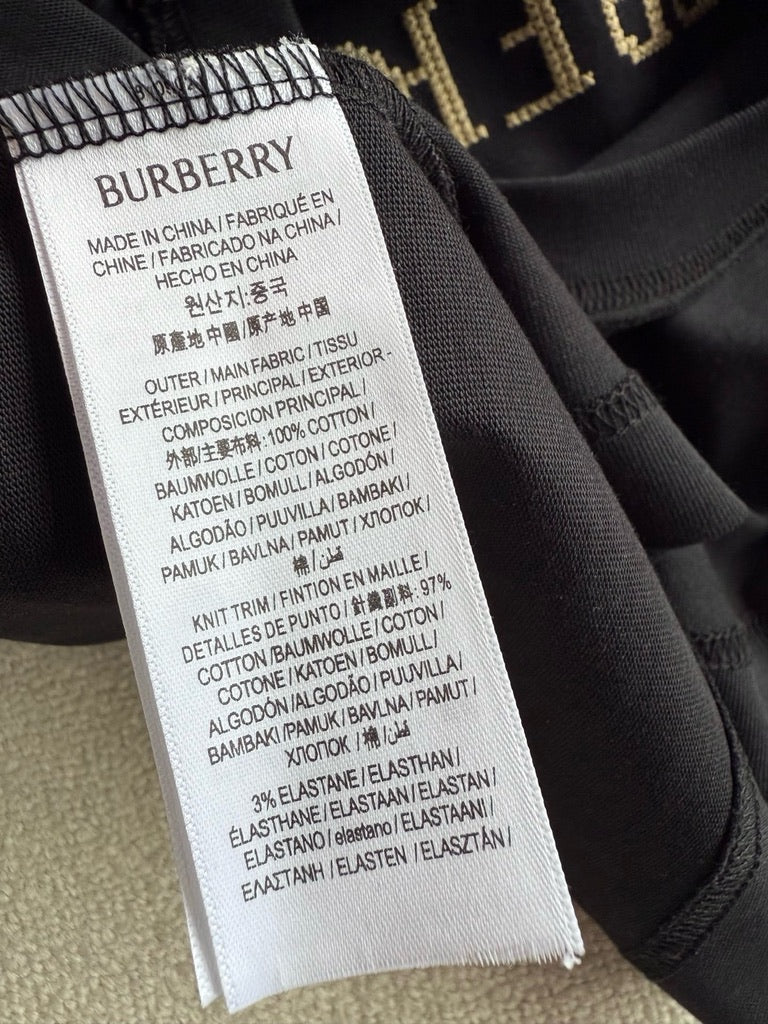 BURBERRY
MADE IN CHINA / FABRIQUÉ EN
CHINE / FABRICADO NA CHINA /
HECHO EN CHINA
원산지:중국
原產地 中國/原产地 中国
OUTER / MAIN FABRIC / TISSU
EXTÉRIEUR / PRINCIPAL / EXTERIOR -
COMPOSICION PRINCIPAL /
外部/主要布料: 100% COTTON /
BAUMWOLLE / COTON / COTONE /
KATOEN / BOMULL / ALGODÓN /
ALGODÃO / PUUVILLA / BAMBAKI /
PAMUK / BAVLNA / PAMUT / ХЛОПОК /
棉 / قطن
KNIT TRIM / FINTION EN MAILLE /
DETALLES DE PUNTO / 針織副料: 97%
COTTON /BAUMWOLLE / COTON /
COTONE / KATOEN / BOMULL /
ALGODÓN /ALGODÃO / PUUVILLA /
BAMBAKI / PAMUK / BAVLNA / PAMUT /
ХЛОПОК / 棉 / قطن
3% ELASTANE / ELASTHAN /
ÉLASTHANE / ELASTAAN / ELASTAN /
ELASTANO / elastano / ELASTAANI /
ΕΛΑΣΤΑΝΗ / ELASTEN / ELASZTÁN /